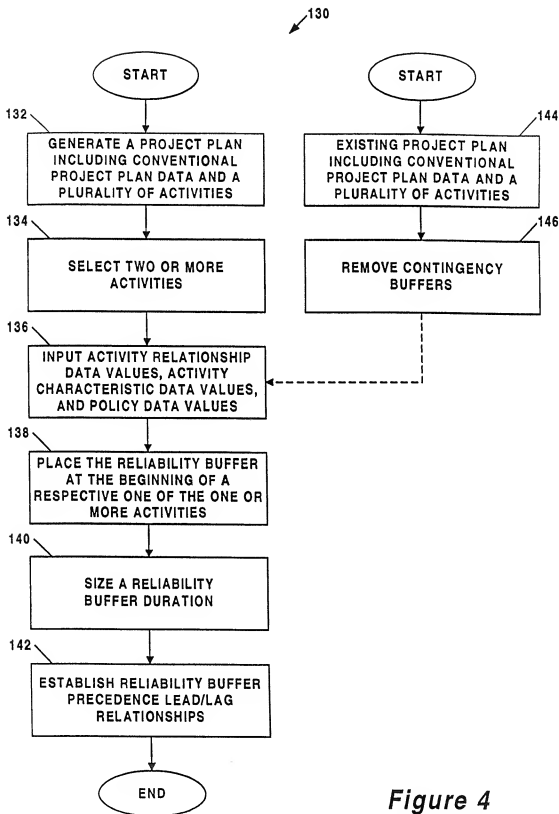 130
START
132
GENERATE A PROJECT PLAN
INCLUDING CONVENTIONAL
PROJECT PLAN DATA AND A
PLURALITY OF ACTIVITIES
134
SELECT TWO OR MORE
ACTIVITIES
136
INPUT ACTIVITY RELATIONSHIP
DATA VALUES, ACTIVITY
CHARACTERISTIC DATA VALUES,
AND POLICY DATA VALUES
138
PLACE THE RELIABILITY BUFFER
AT THE BEGINNING OF A
RESPECTIVE ONE OF THE ONE OR
MORE ACTIVITIES
140
SIZE A RELIABILITY
BUFFER DURATION
142
ESTABLISH RELIABILITY BUFFER
PRECEDENCE LEAD/LAG
RELATIONSHIPS
END
START
144
EXISTING PROJECT PLAN
INCLUDING CONVENTIONAL
PROJECT PLAN DATA AND A
PLURALITY OF ACTIVITIES
146
REMOVE CONTINGENCY
BUFFERS
Figure 4